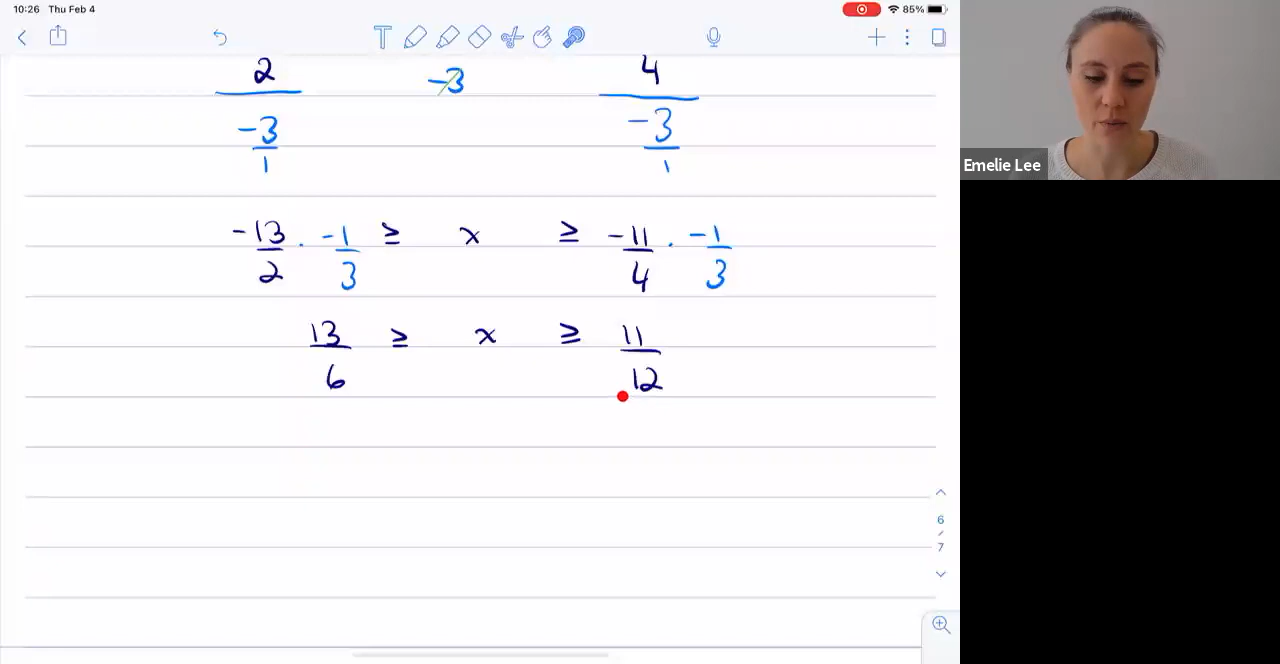 10:26 Thu Feb 4 85%
T
2 -3 4
-3/1 -3/1
Emelie Lee
-13/2 · -1/3 ≥ x ≥ -11/4 · -1/3
13/6 ≥ x ≥ 11/12
6
/
7